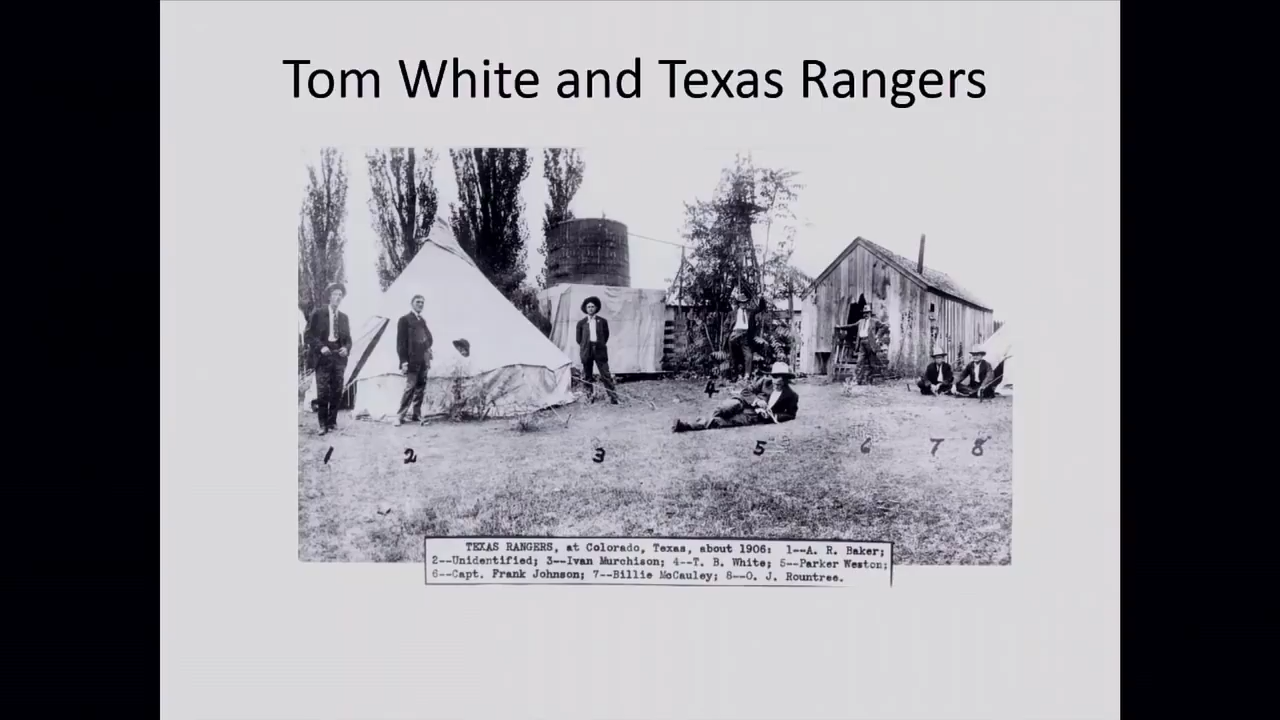 Tom White and Texas Rangers
4
1 2 3 5 6 7 8
TEXAS RANGERS, at Colorado, Texas, about 1906: 1--A. R. Baker;
2--Unidentified; 3--Ivan Murchison; 4--T. B. White; 5--Parker Weston;
6--Capt. Frank Johnson; 7--Billie McCauley; 8--O. J. Rountree.